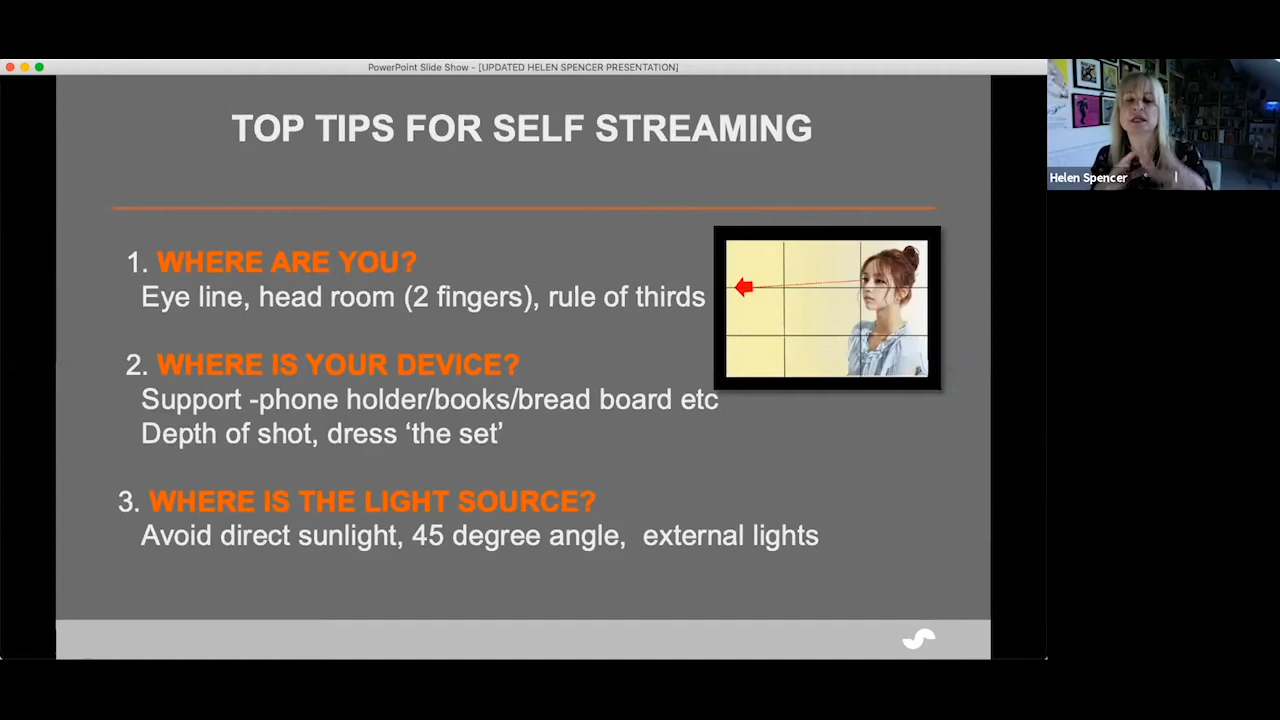 PowerPoint Slide Show - [UPDATED HELEN SPENCER PRESENTATION]
TOP TIPS FOR SELF STREAMING
1. WHERE ARE YOU?
Eye line, head room (2 fingers), rule of thirds
2. WHERE IS YOUR DEVICE?
Support -phone holder/books/bread board etc
Depth of shot, dress ‘the set’
3. WHERE IS THE LIGHT SOURCE?
Avoid direct sunlight, 45 degree angle,  external lights
Helen Spencer